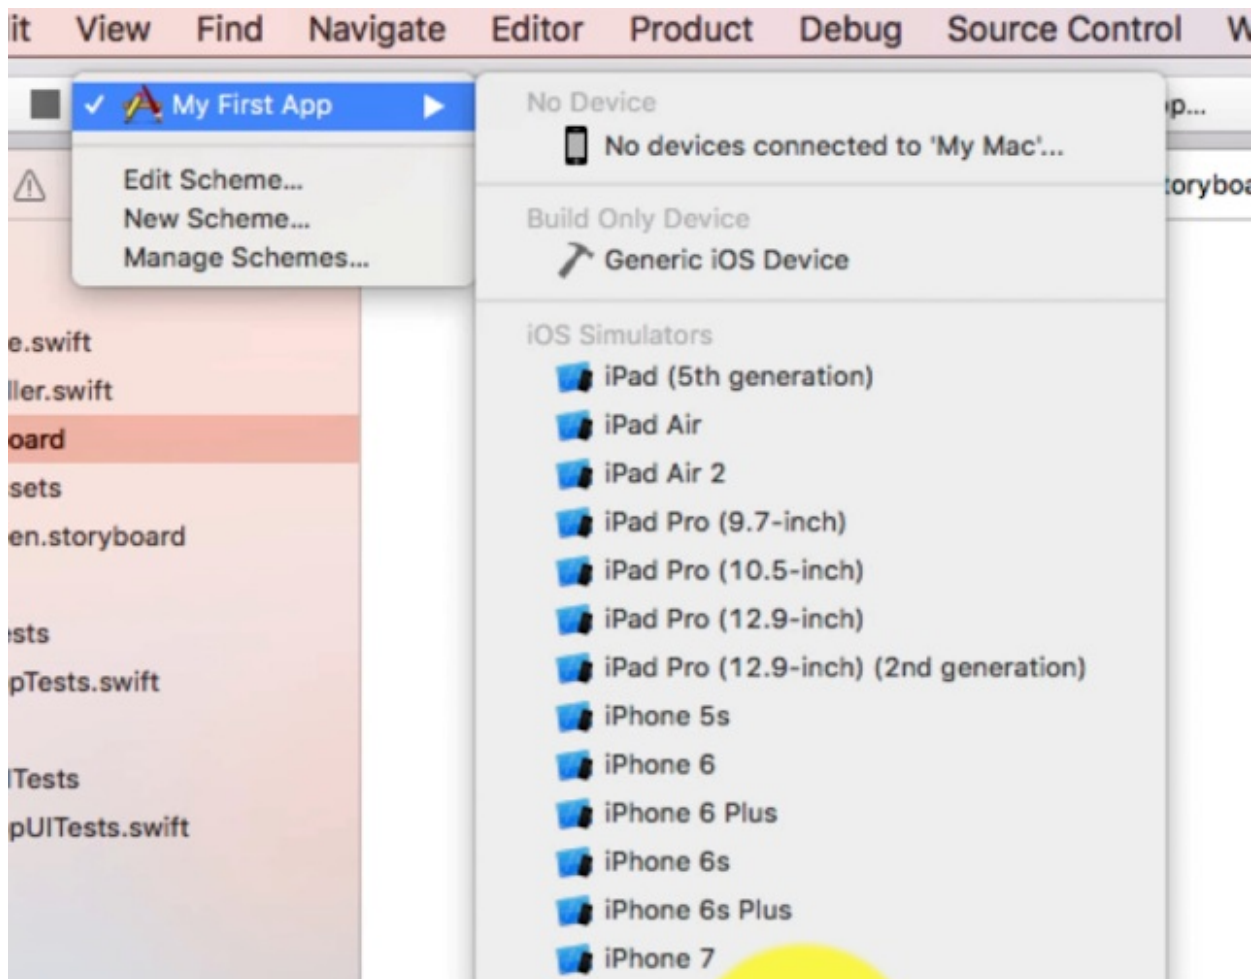 it View Find Navigate Editor Product Debug Source Control W
My First App
Edit Scheme...
New Scheme...
Manage Schemes...
No Device
No devices connected to 'My Mac'...
Build Only Device
Generic iOS Device
iOS Simulators
iPad (5th generation)
iPad Air
iPad Air 2
iPad Pro (9.7-inch)
iPad Pro (10.5-inch)
iPad Pro (12.9-inch)
iPad Pro (12.9-inch) (2nd generation)
iPhone 5s
iPhone 6
iPhone 6 Plus
iPhone 6s
iPhone 6s Plus
iPhone 7
p...
toryboa
e.swift
ller.swift
oard
sets
en.storyboard
ests
pTests.swift
ITests
pUITests.swift